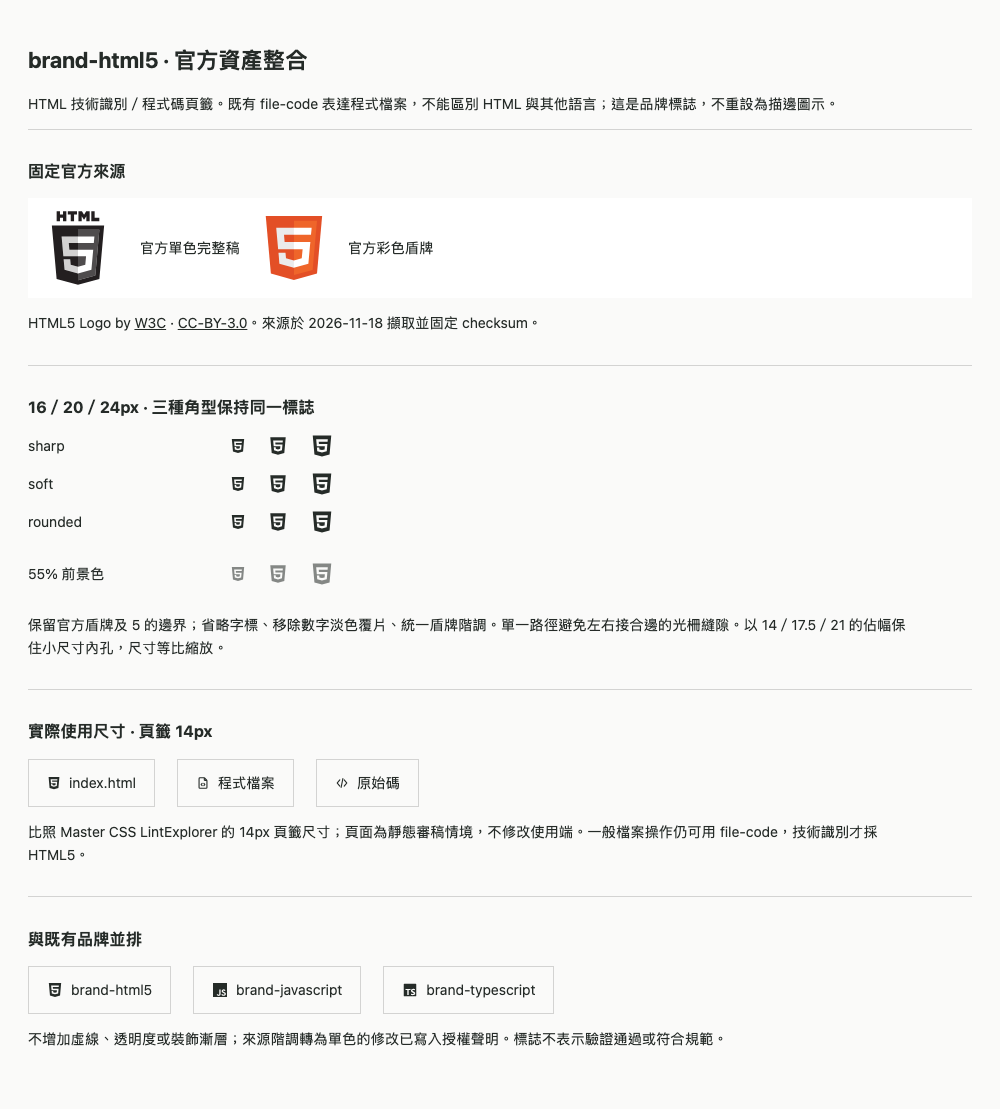 brand-html5 · 官方資產整合
HTML 技術識別 / 程式碼頁籤。既有 file-code 表達程式檔案，不能區別 HTML 與其他語言；這是品牌標誌，不重設為描邊圖示。
固定官方來源
HTML
5
官方單色完整稿
5
官方彩色盾牌
HTML5 Logo by W3C · CC-BY-3.0。來源於 2026-11-18 擷取並固定 checksum。
16 / 20 / 24px · 三種角型保持同一標誌
sharp 5 5 5
soft 5 5 5
rounded 5 5 5
55% 前景色 5 5 5
保留官方盾牌及 5 的邊界；省略字標、移除數字淡色覆片、統一盾牌階調。單一路徑避免左右接合邊的光柵縫隙。以 14 / 17.5 / 21 的佔幅保
住小尺寸內孔，尺寸等比縮放。
實際使用尺寸 · 頁籤 14px
5 index.html
程式檔案
</> 原始碼
比照 Master CSS LintExplorer 的 14px 頁籤尺寸；頁面為靜態審稿情境，不修改使用端。一般檔案操作仍可用 file-code，技術識別才採
HTML5。
與既有品牌並排
5 brand-html5
JS brand-javascript
TS brand-typescript
不增加虛線、透明度或裝飾漸層；來源階調轉為單色的修改已寫入授權聲明。標誌不表示驗證通過或符合規範。